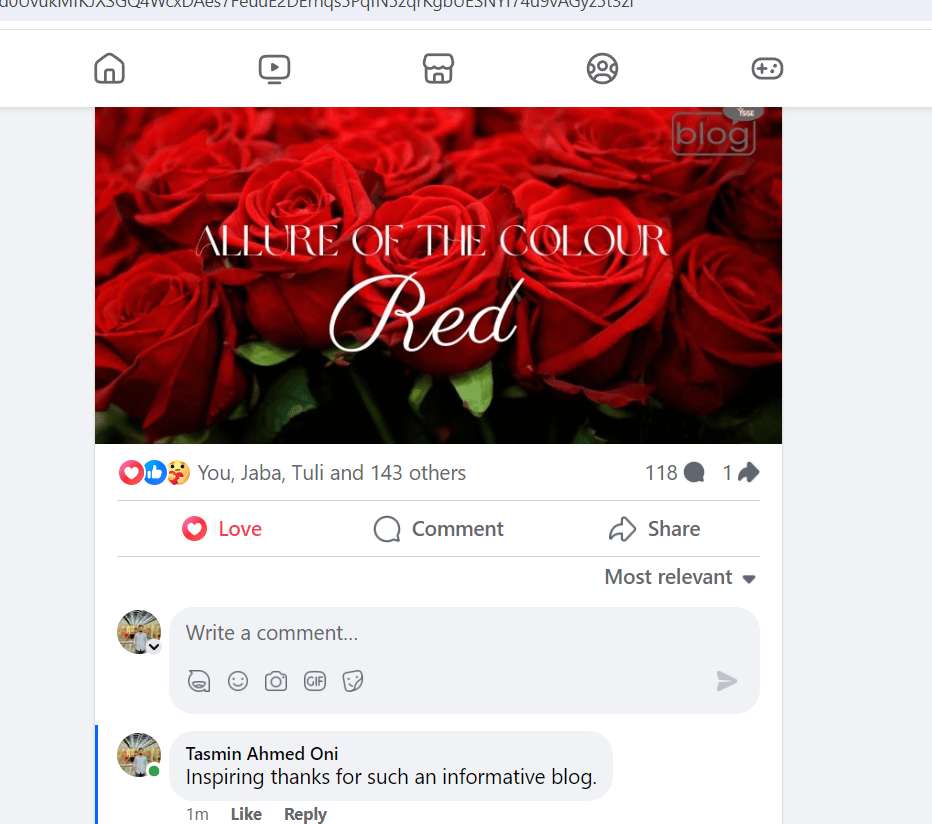 YSSE
blog
ALLURE OF THE COLOUR
Red
You, Jaba, Tuli and 143 others
118
1
Love
Comment
Share
Most relevant
Write a comment...
GIF
Tasmin Ahmed Oni
Inspiring thanks for such an informative blog.
1m Like Reply